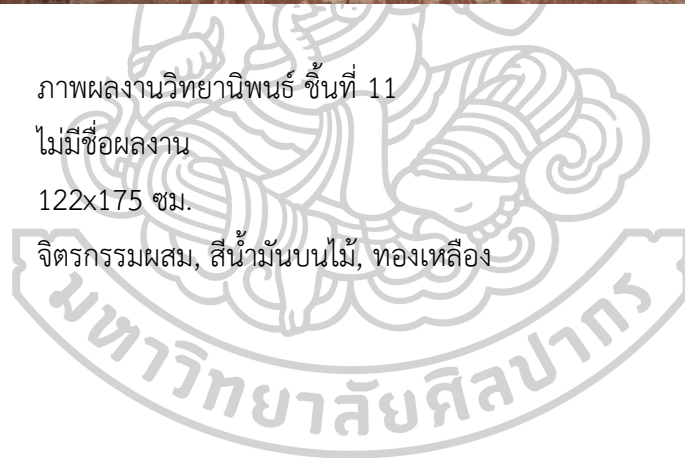 ภาพผลงานวิทยานิพนธ์ ชิ้นที่ 11
ไม่มีชื่อผลงาน
122x175 ซม.
จิตรกรรมผสม, สีน้ำมันบนไม้, ทองเหลือง
มหาวิทยาลัยศิลปากร